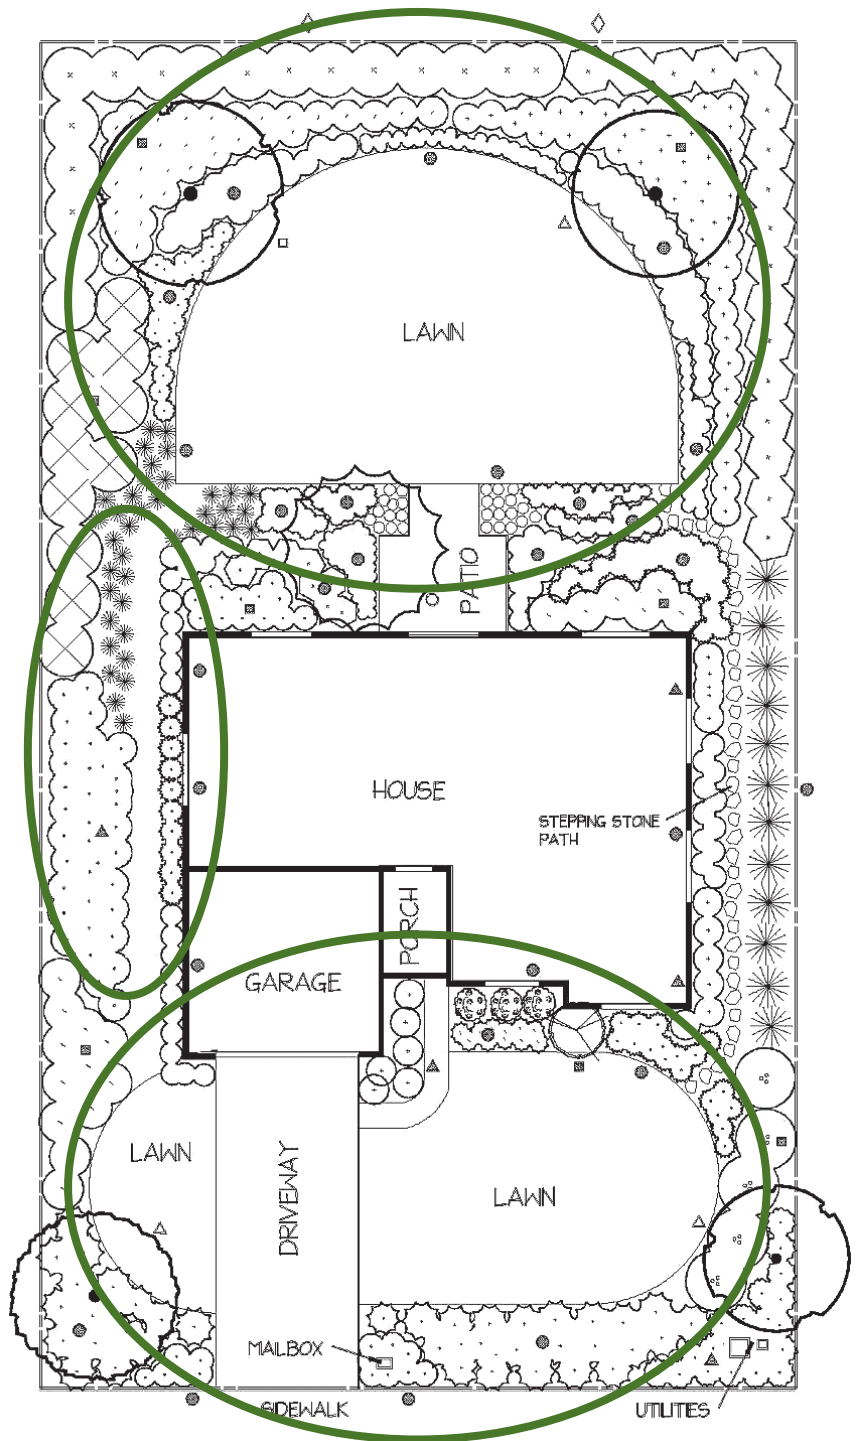 LAWN
PATIO
HOUSE
STEPPING STONE
PATH
PORCH
GARAGE
LAWN
DRIVEWAY
LAWN
MAILBOX
SIDEWALK
UTILITIES